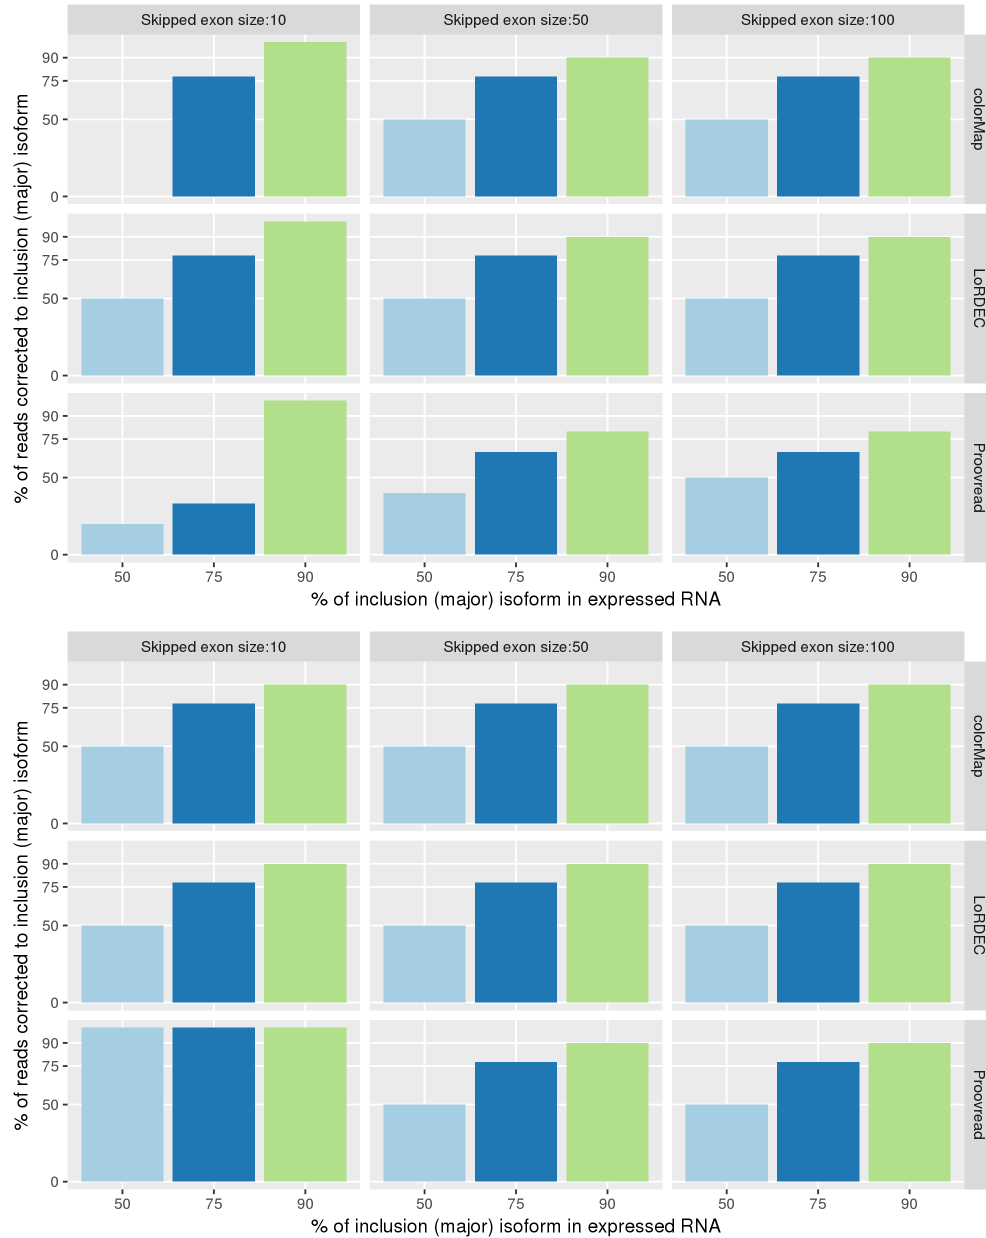 Skipped exon size:10 Skipped exon size:50 Skipped exon size:100
% of reads corrected to inclusion (major) isoform
90
75
50
0
colorMap
90
75
50
0
LoRDEC
90
75
50
0
Proovread
50 75 90 50 75 90 50 75 90
% of inclusion (major) isoform in expressed RNA
Skipped exon size:10 Skipped exon size:50 Skipped exon size:100
% of reads corrected to inclusion (major) isoform
90
75
50
0
colorMap
90
75
50
0
LoRDEC
90
75
50
0
Proovread
50 75 90 50 75 90 50 75 90
% of inclusion (major) isoform in expressed RNA